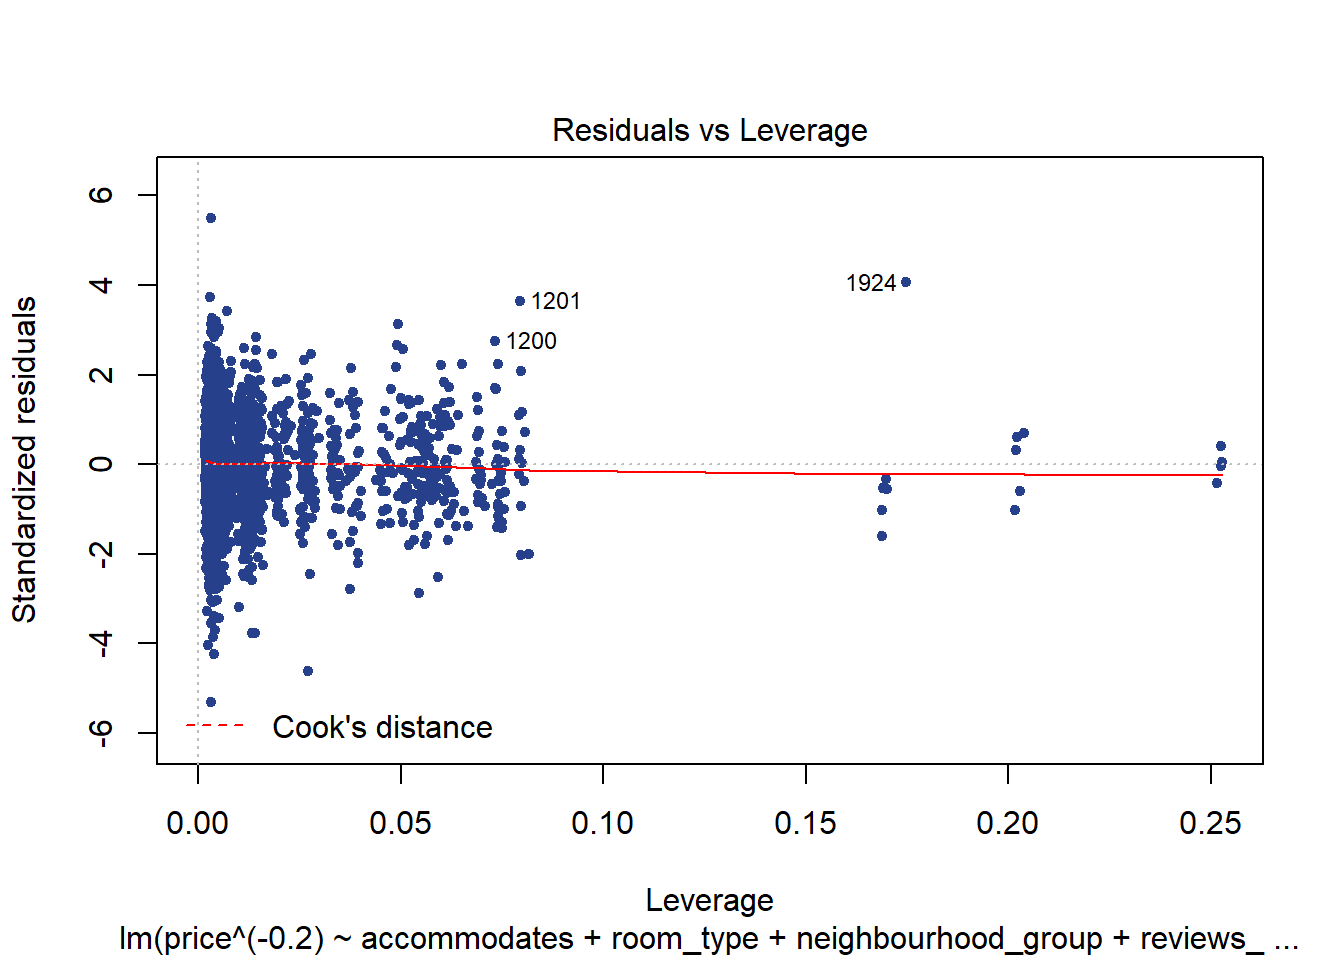 Residuals vs Leverage
Standardized residuals
6
4
2
0
-2
-4
-6
1924
1201
1200
Cook's distance
0.00 0.05 0.10 0.15 0.20 0.25
Leverage
lm(price^(-0.2) ~ accommodates + room_type + neighbourhood_group + reviews_ ...